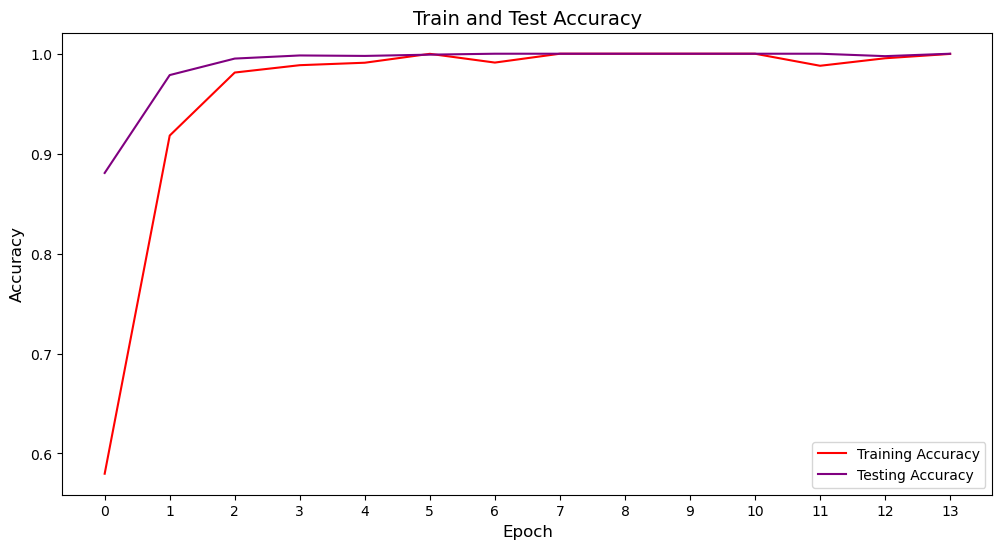 Train and Test Accuracy
1.0
0.9
0.8
0.7
0.6
Accuracy
0 1 2 3 4 5 6 7 8 9 10 11 12 13
Epoch
Training Accuracy
Testing Accuracy